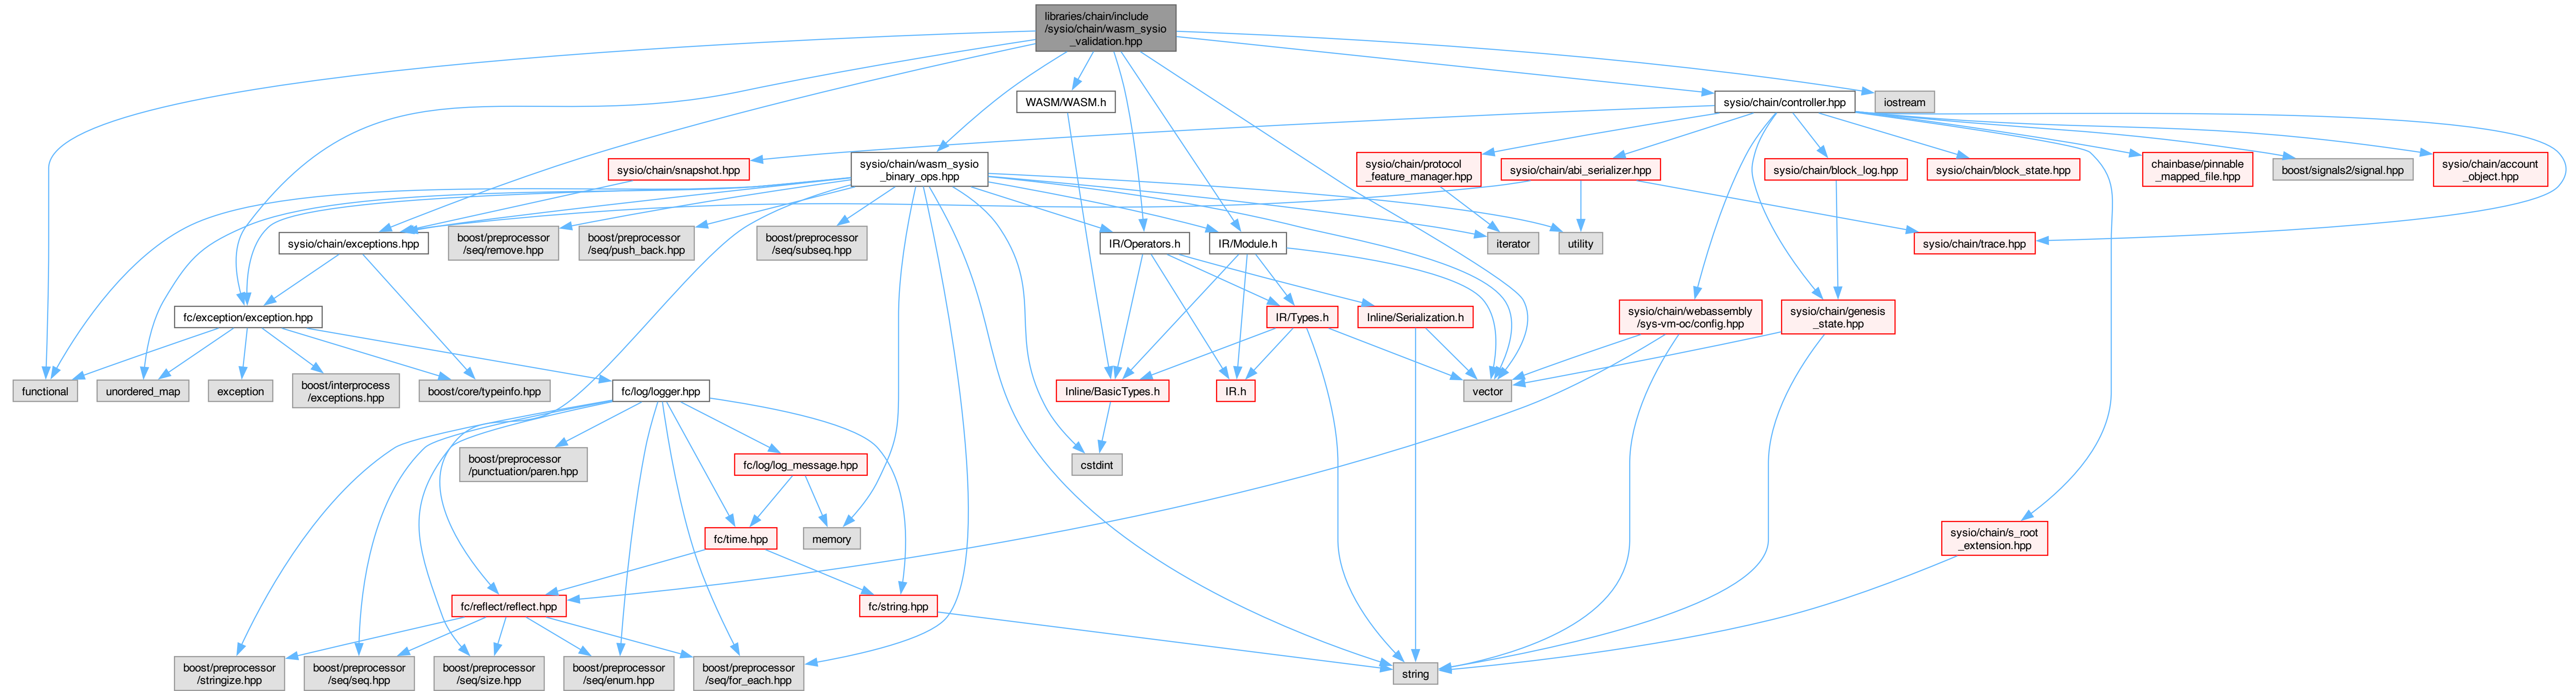 libraries/chain/include
/sysio/chain/wasm_sysio
_validation.hpp
WASM/WASM.h
sysio/chain/controller.hpp
iostream
sysio/chain/snapshot.hpp
sysio/chain/wasm_sysio
_binary_ops.hpp
sysio/chain/protocol
_feature_manager.hpp
sysio/chain/abi_serializer.hpp
sysio/chain/block_log.hpp
sysio/chain/block_state.hpp
chainbase/pinnable
_mapped_file.hpp
boost/signals2/signal.hpp
sysio/chain/account
_object.hpp
sysio/chain/exceptions.hpp
boost/preprocessor
/seq/remove.hpp
boost/preprocessor
/seq/push_back.hpp
boost/preprocessor
/seq/subseq.hpp
IR/Operators.h
IR/Module.h
iterator
utility
sysio/chain/trace.hpp
fc/exception/exception.hpp
IR/Types.h
Inline/Serialization.h
sysio/chain/webassembly
/sys-vm-oc/config.hpp
sysio/chain/genesis
_state.hpp
functional
unordered_map
exception
boost/interprocess
/exceptions.hpp
boost/core/typeinfo.hpp
fc/log/logger.hpp
Inline/BasicTypes.h
IR.h
vector
boost/preprocessor
/punctuation/paren.hpp
fc/log/log_message.hpp
cstdint
fc/time.hpp
memory
sysio/chain/s_root
_extension.hpp
fc/reflect/reflect.hpp
fc/string.hpp
boost/preprocessor
/stringize.hpp
boost/preprocessor
/seq/seq.hpp
boost/preprocessor
/seq/size.hpp
boost/preprocessor
/seq/enum.hpp
boost/preprocessor
/seq/for_each.hpp
string